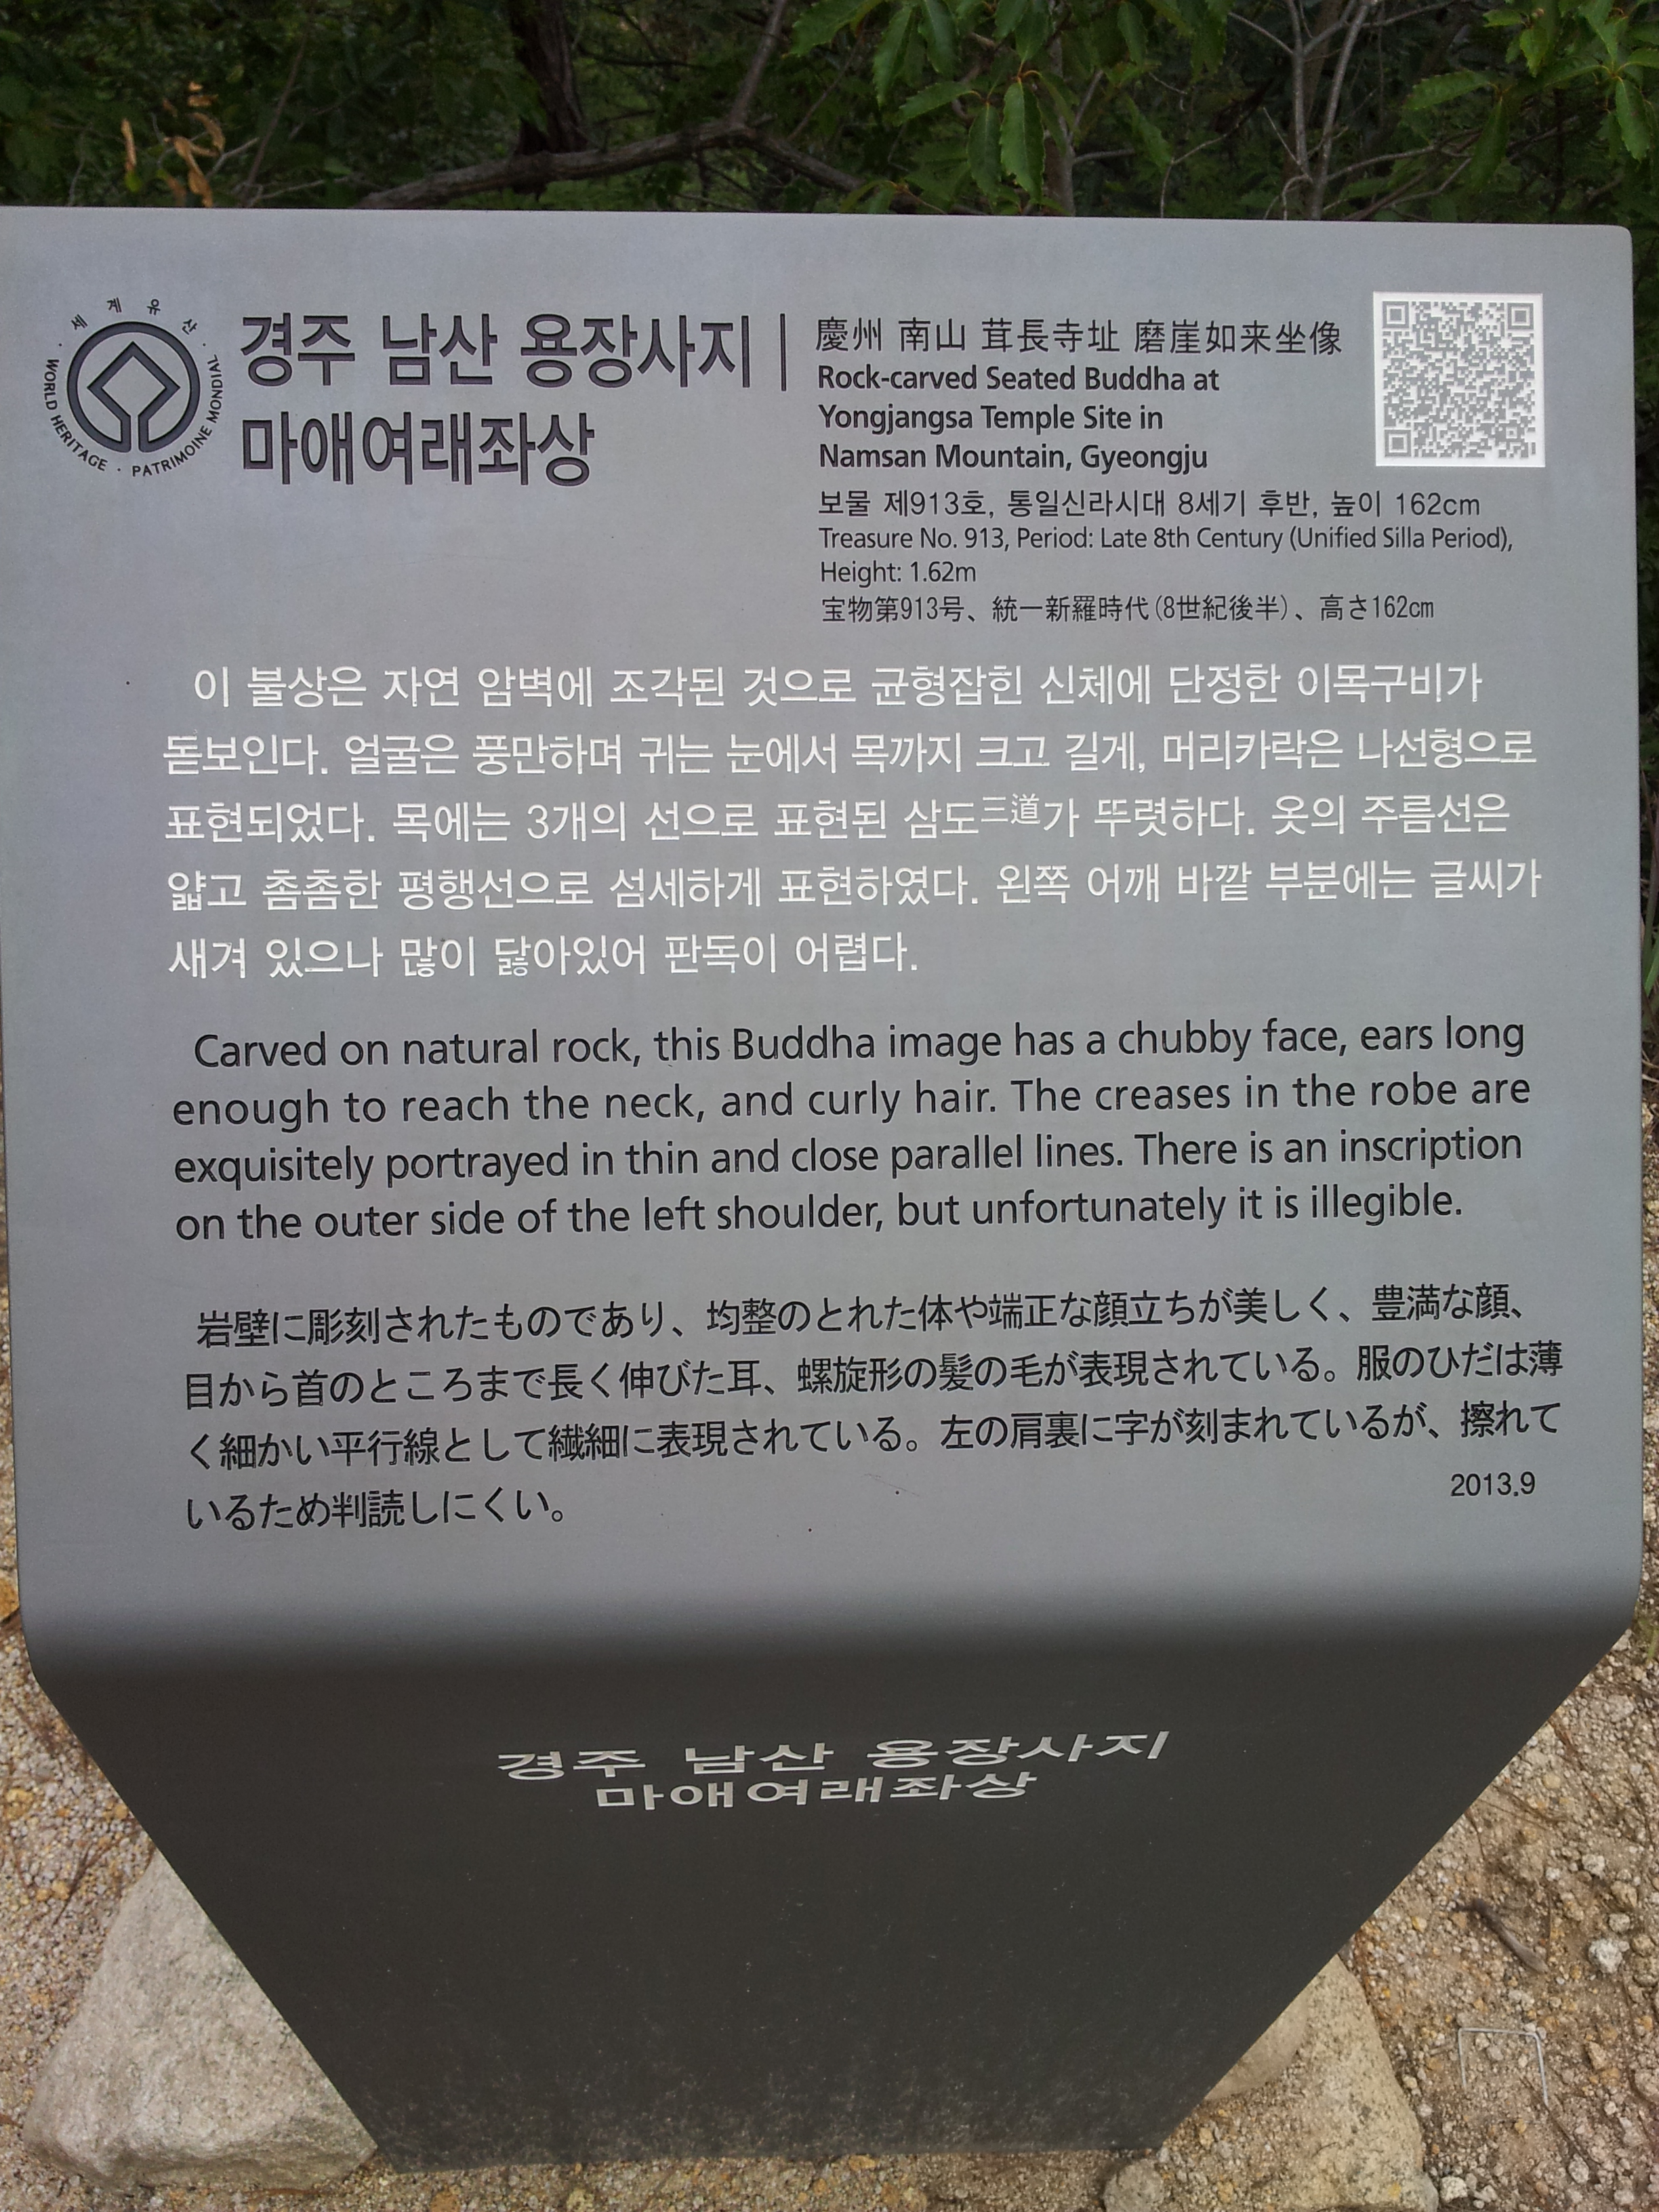 세계유산
WORLD HERITAGE · PATRIMOINE MONDIAL
경주 남산 용장사지
마애여래좌상
慶州 南山 茸長寺址 磨崖如来坐像
Rock-carved Seated Buddha at
Yongjangsa Temple Site in
Namsan Mountain, Gyeongju
보물 제913호, 통일신라시대 8세기 후반, 높이 162cm
Treasure No. 913, Period: Late 8th Century (Unified Silla Period),
Height: 1.62m
宝物第913号、統一新羅時代(8世紀後半)、高さ162㎝
이 불상은 자연 암벽에 조각된 것으로 균형잡힌 신체에 단정한 이목구비가
돋보인다. 얼굴은 풍만하며 귀는 눈에서 목까지 크고 길게, 머리카락은 나선형으로
표현되었다. 목에는 3개의 선으로 표현된 삼도三道가 뚜렷하다. 옷의 주름선은
얇고 촘촘한 평행선으로 섬세하게 표현하였다. 왼쪽 어깨 바깥 부분에는 글씨가
새겨 있으나 많이 닳아있어 판독이 어렵다.
Carved on natural rock, this Buddha image has a chubby face, ears long
enough to reach the neck, and curly hair. The creases in the robe are
exquisitely portrayed in thin and close parallel lines. There is an inscription
on the outer side of the left shoulder, but unfortunately it is illegible.
岩壁に彫刻されたものであり、均整のとれた体や端正な顔立ちが美しく、豊満な顔、
目から首のところまで長く伸びた耳、螺旋形の髪の毛が表現されている。服のひだは薄
く細かい平行線として繊細に表現されている。左の肩裏に字が刻まれているが、擦れて
いるため判読しにくい。
2013.9
경주 남산 용장사지
마애여래좌상